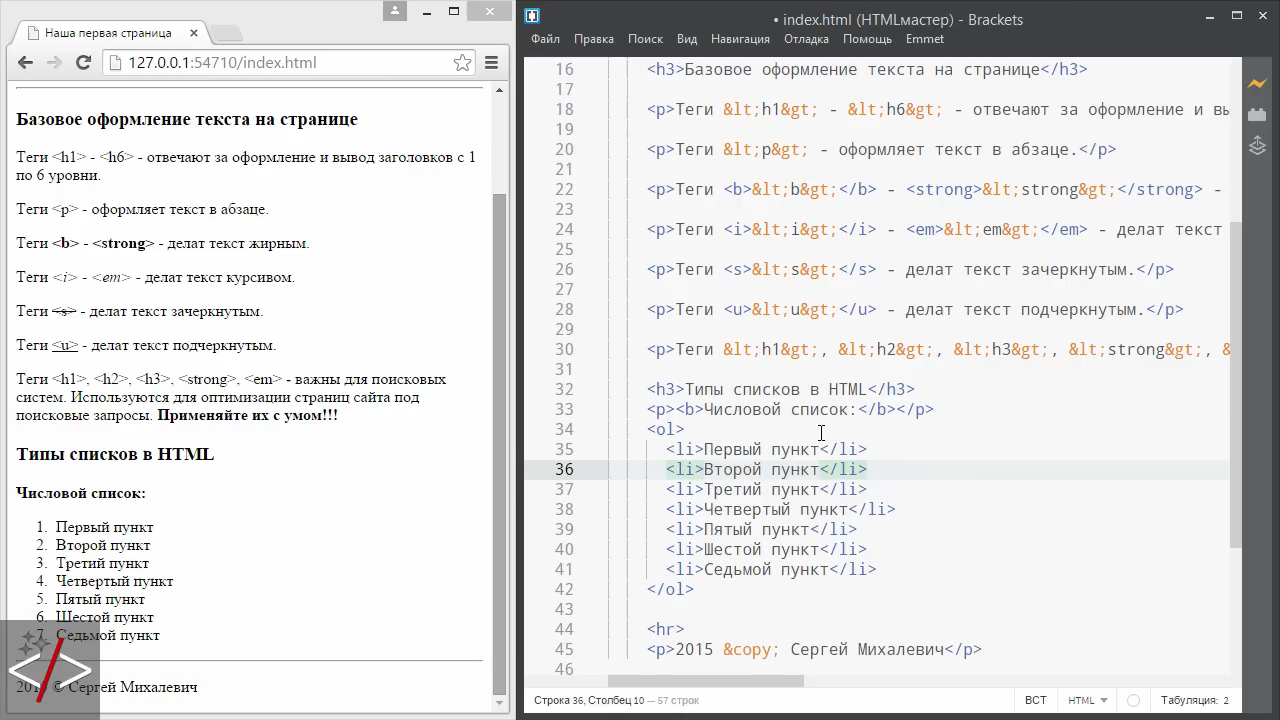 Наша первая страница
127.0.0.1:54710/index.html
Базовое оформление текста на странице
Теги <h1> - <h6> - отвечают за оформление и вывод заголовков с 1
по 6 уровни.
Теги <p> - оформляет текст в абзаце.
Теги <b> - <strong> - делат текст жирным.
Теги <i> - <em> - делат текст курсивом.
Теги <s> - делат текст зачеркнутым.
Теги <u> - делат текст подчеркнутым.
Теги <h1>, <h2>, <h3>, <strong>, <em> - важны для поисковых
систем. Используются для оптимизации страниц сайта под
поисковые запросы. Применяйте их с умом!!!
Типы списков в HTML
Числовой список:
1. Первый пункт
2. Второй пункт
3. Третий пункт
4. Четвертый пункт
5. Пятый пункт
6. Шестой пункт
7. Седьмой пункт
2015 © Сергей Михалевич
• index.html (HTMLмастер) - Brackets
Файл Правка Поиск Вид Навигация Отладка Помощь Emmet
16 <h3>Базовое оформление текста на странице</h3>
17
18 <p>Теги &lt;h1&gt; - &lt;h6&gt; - отвечают за оформление и вы
19
20 <p>Теги &lt;p&gt; - оформляет текст в абзаце.</p>
21
22 <p>Теги <b>&lt;b&gt;</b> - <strong>&lt;strong&gt;</strong> -
23
24 <p>Теги <i>&lt;i&gt;</i> - <em>&lt;em&gt;</em> - делат текст
25
26 <p>Теги <s>&lt;s&gt;</s> - делат текст зачеркнутым.</p>
27
28 <p>Теги <u>&lt;u&gt;</u> - делат текст подчеркнутым.</p>
29
30 <p>Теги &lt;h1&gt;, &lt;h2&gt;, &lt;h3&gt;, &lt;strong&gt;, &
31
32 <h3>Типы списков в HTML</h3>
33 <p><b>Числовой список:</b></p>
34 <ol>
35 <li>Первый пункт</li>
36 <li>Второй пункт</li>
37 <li>Третий пункт</li>
38 <li>Четвертый пункт</li>
39 <li>Пятый пункт</li>
40 <li>Шестой пункт</li>
41 <li>Седьмой пункт</li>
42 </ol>
43
44 <hr>
45 <p>2015 &copy; Сергей Михалевич</p>
46
Строка 36, Столбец 10 — 57 строк ВСТ HTML Табуляция: 2